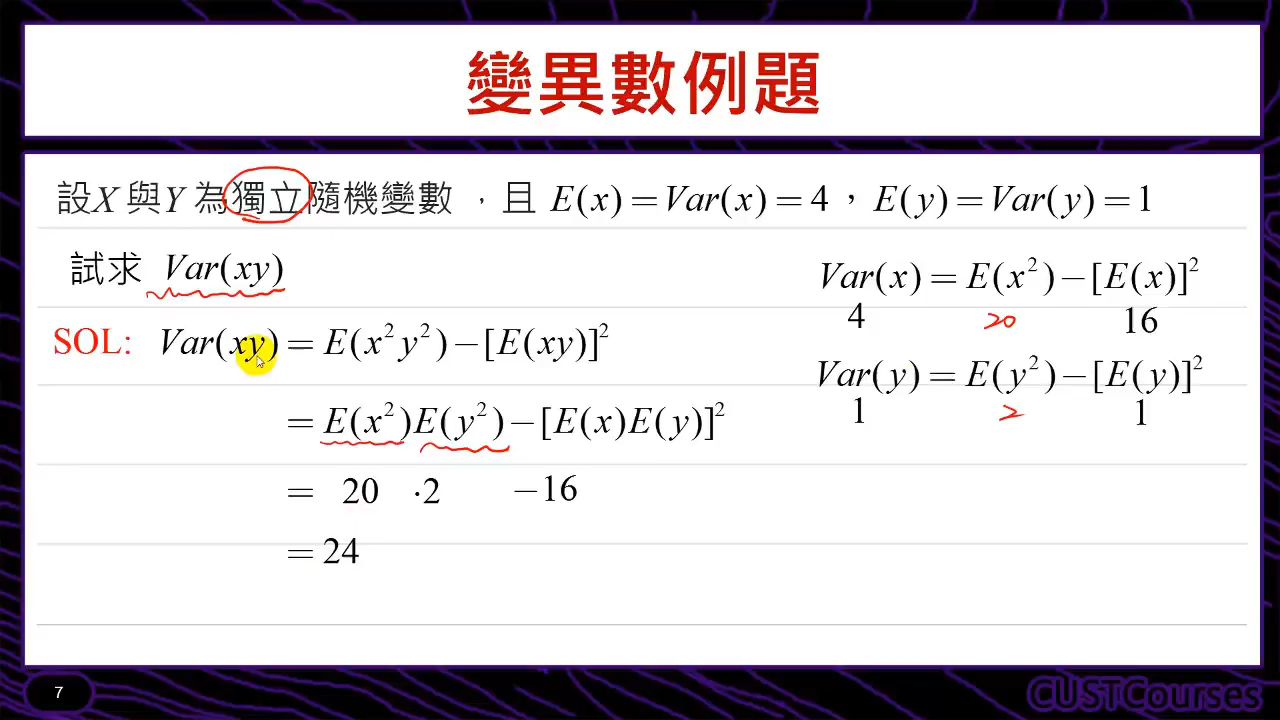 變異數例題
設X與Y為獨立隨機變數，且 E(x)=Var(x)=4，E(y)=Var(y)=1
試求 Var(xy)
Var(x)=E(x²)−[E(x)]²
4 20 16
SOL: Var(xy)=E(x²y²)−[E(xy)]²
Var(y)=E(y²)−[E(y)]²
1 2 1
=E(x²)E(y²)−[E(x)E(y)]²
= 20 ·2 −16
=24
7
CUSTCourses